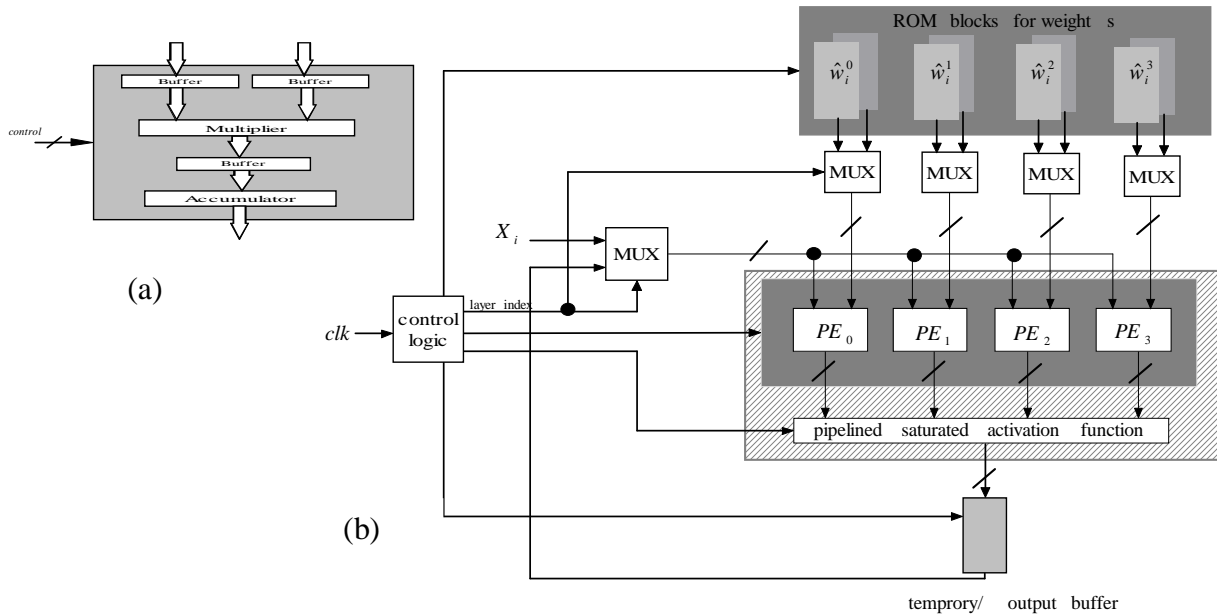 Buffer Buffer
control
Multiplier
Buffer
Accumulator
(a)
ROM blocks for weight s
ŵ_i^0 ŵ_i^1 ŵ_i^2 ŵ_i^3
MUX MUX MUX MUX
X_i
MUX
layer index
clk
control
logic
PE_0 PE_1 PE_2 PE_3
pipelined saturated activation function
(b)
temprory/ output buffer